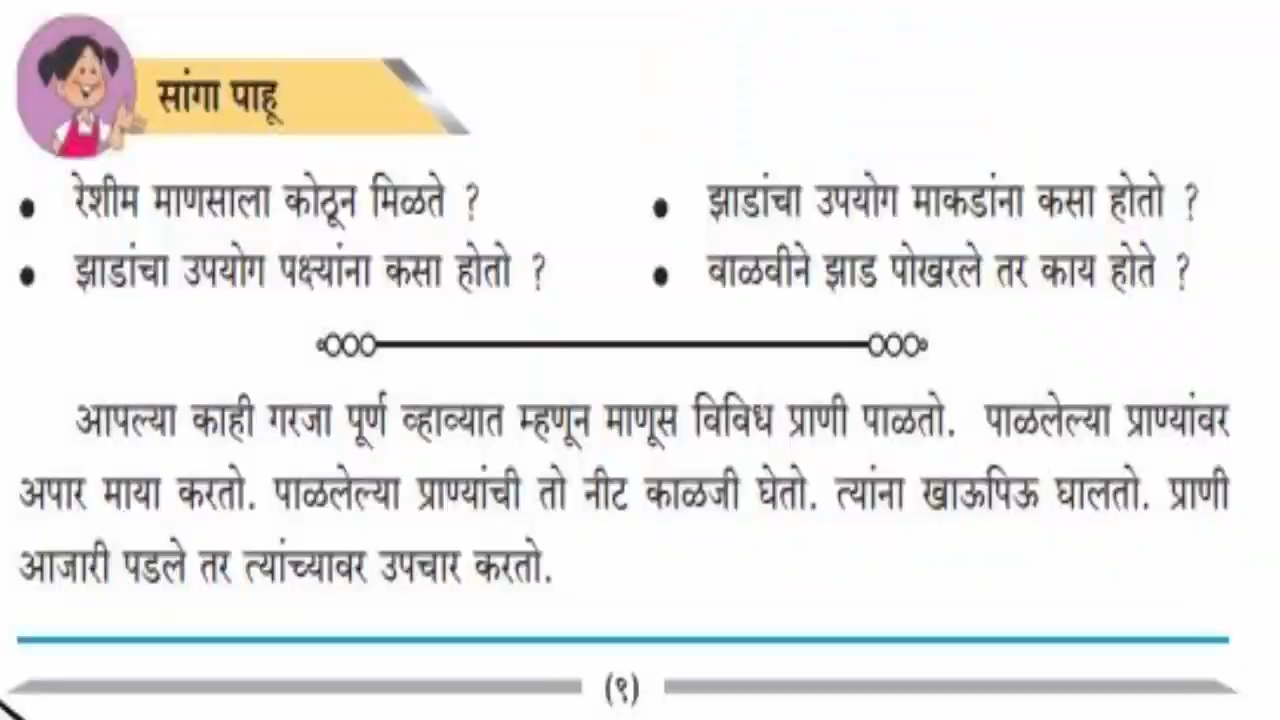 सांगा पाहू
• रेशीम माणसाला कोठून मिळते ?
• झाडांचा उपयोग माकडांना कसा होतो ?
• झाडांचा उपयोग पक्ष्यांना कसा होतो ?
• वाळवीने झाड पोखरले तर काय होते ?
आपल्या काही गरजा पूर्ण व्हाव्यात म्हणून माणूस विविध प्राणी पाळतो. पाळलेल्या प्राण्यांवर
अपार माया करतो. पाळलेल्या प्राण्यांची तो नीट काळजी घेतो. त्यांना खाऊपिऊ घालतो. प्राणी
आजारी पडले तर त्यांच्यावर उपचार करतो.
(९)